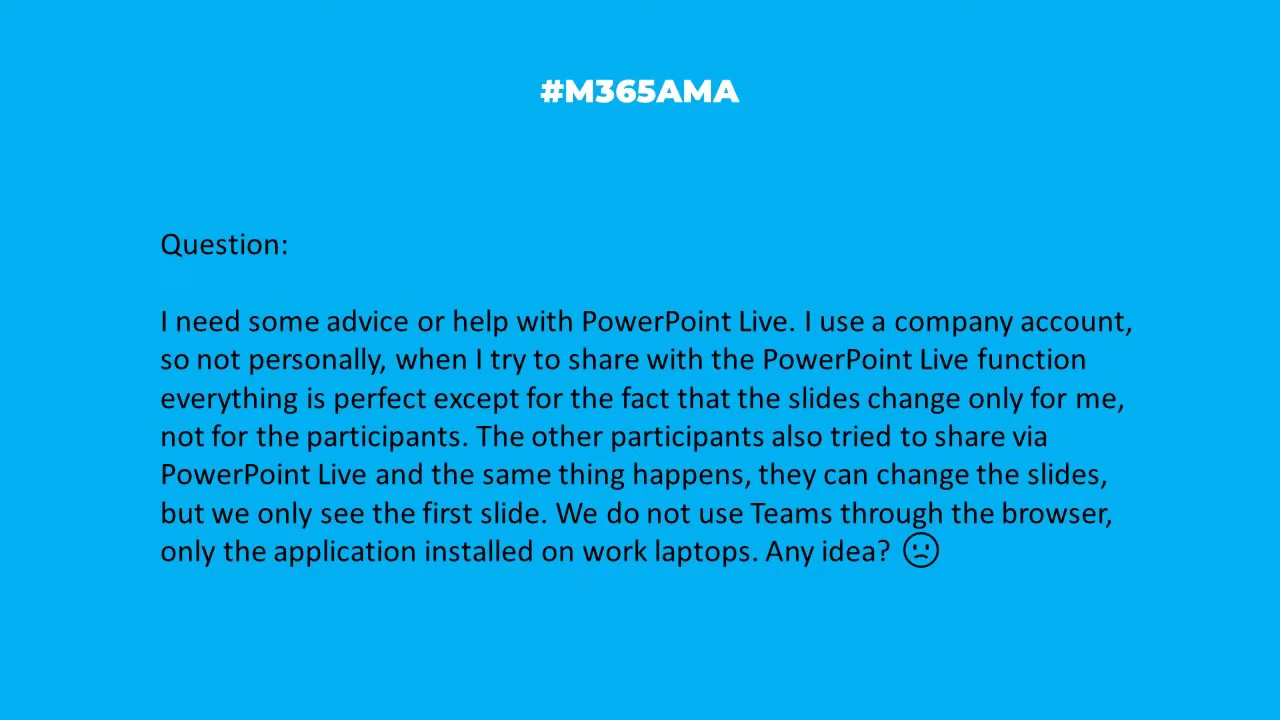 #M365AMA
Question:
I need some advice or help with PowerPoint Live. I use a company account,
so not personally, when I try to share with the PowerPoint Live function
everything is perfect except for the fact that the slides change only for me,
not for the participants. The other participants also tried to share via
PowerPoint Live and the same thing happens, they can change the slides,
but we only see the first slide. We do not use Teams through the browser,
only the application installed on work laptops. Any idea?